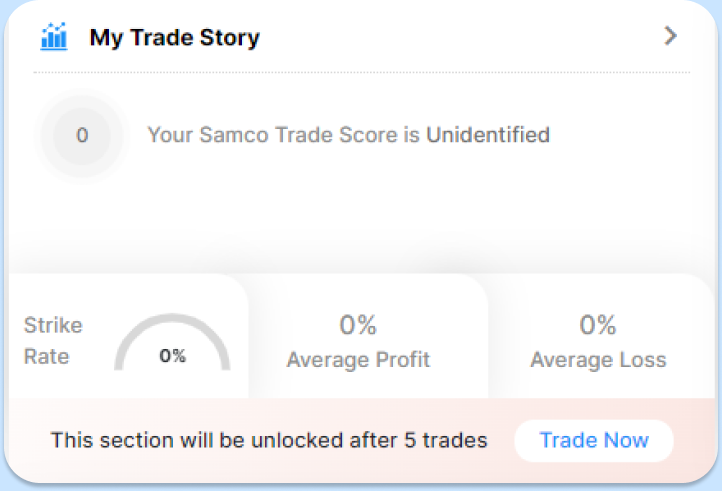 My Trade Story
0
Your Samco Trade Score is Unidentified
Strike
Rate
0%
0%
Average Profit
0%
Average Loss
This section will be unlocked after 5 trades
Trade Now